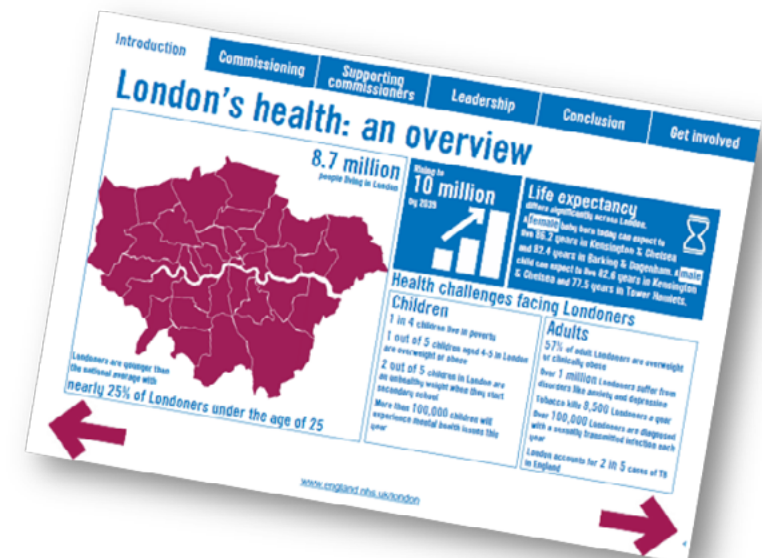 Introduction
Commissioning
Supporting
commissioners
Leadership
Conclusion
Get involved
London's health: an overview
8.7 million
people living in London
Londoners are younger than
the national average with
nearly 25% of Londoners under the age of 25
Rising to
10 million
by 2039
Life expectancy
differs significantly across London.
A female baby born today can expect to
live 86.2 years in Kensington & Chelsea
and 82.4 years in Barking & Dagenham. A male
child can expect to live 82.6 years in Kensington
& Chelsea and 77.5 years in Tower Hamlets.
Health challenges facing Londoners
Children
1 in 4 children live in poverty
1 out of 5 children aged 4-5 in London
are overweight or obese
2 out of 5 children in London are
an unhealthy weight when they start
secondary school
More than 100,000 children will
experience mental health issues this
year
Adults
57% of adult Londoners are overweight
or clinically obese
Over 1 million Londoners suffer from
disorders like anxiety and depression
Tobacco kills 8,500 Londoners a year
Over 100,000 Londoners are diagnosed
with a sexually transmitted infection each
year
London accounts for 2 in 5 cases of TB
in England
www.england.nhs.uk/london